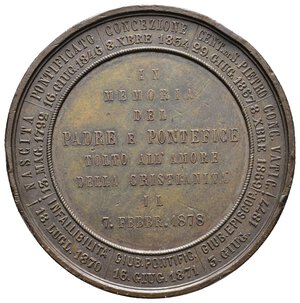 IN
MEMORIA
DEL
PADRE E PONTEFICE
TOLTO ALL' AMORE
DELLA CRISTIANITÀ
IL
7. FEBBR. 1878
NASCITA PONTIFICATO CONCEZIONE CENT. DI S. PIETRO CONC. VATIC.
13 MAG. 1792 16 GIUG. 1846 8 XBRE 1854 29 GIUG. 1867 8 XBRE 1869
INFALLIBILITÀ GIUB. PONTIFIC. GIUB. EPISCOP.
18 LUGL. 1870 16. GIUG. 1871 3. GIUG. 1877